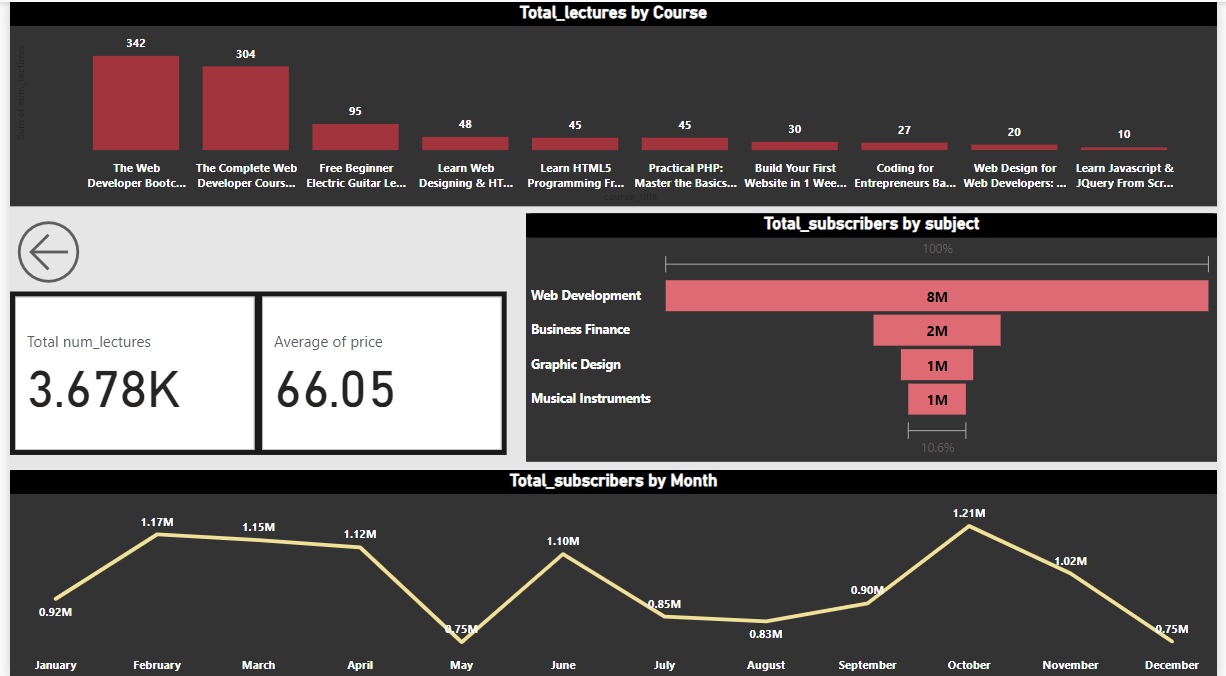 Total_lectures by Course
Sum of num_lectures
342
304
95
48
45
45
30
27
20
10
The Web
Developer Bootc...
The Complete Web
Developer Cours...
Free Beginner
Electric Guitar Le...
Learn Web
Designing & HT...
Learn HTML5
Programming Fr...
Practical PHP:
Master the Basics...
Build Your First
Website in 1 Wee...
Coding for
Entrepreneurs Ba...
Web Design for
Web Developers: ...
Learn Javascript &
JQuery From Scr...
course_title
Total num_lectures
3.678K
Average of price
66.05
Total_subscribers by subject
100%
Web Development
8M
Business Finance
2M
Graphic Design
1M
Musical Instruments
1M
10.6%
Total_subscribers by Month
0.92M
1.17M
1.15M
1.12M
0.75M
1.10M
0.85M
0.83M
0.90M
1.21M
1.02M
0.75M
January
February
March
April
May
June
July
August
September
October
November
December